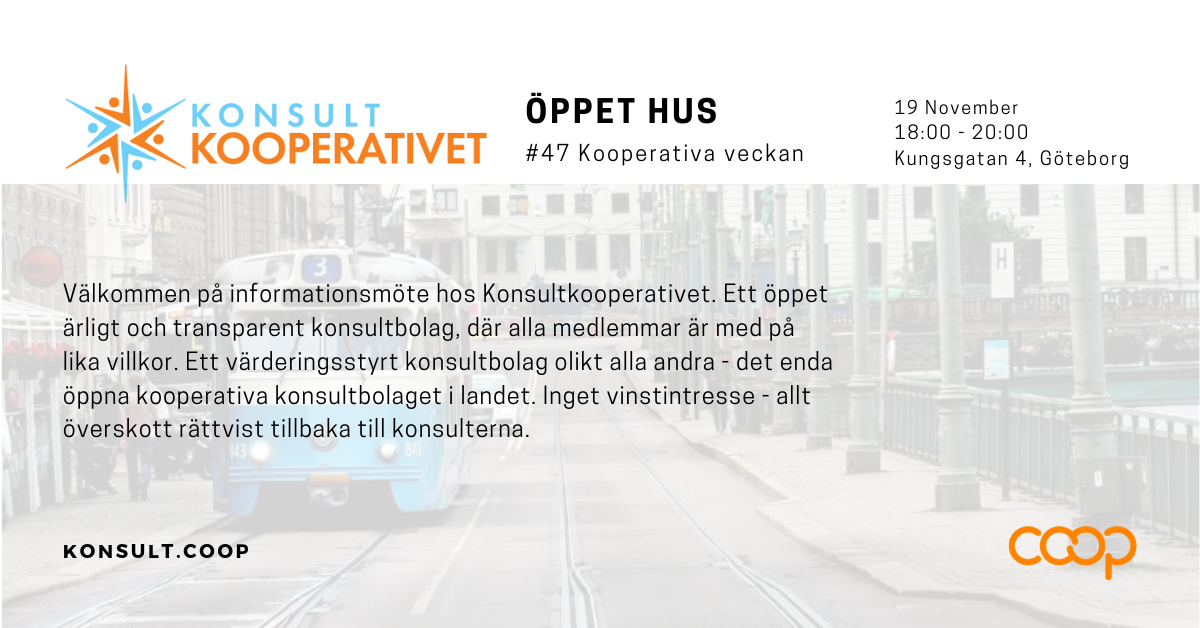 KONSULT
KOOPERATIVET
ÖPPET HUS
#47 Kooperativa veckan
19 November
18:00 - 20:00
Kungsgatan 4, Göteborg
3
H
Välkommen på informationsmöte hos Konsultkooperativet. Ett öppet
ärligt och transparent konsultbolag, där alla medlemmar är med på
lika villkor. Ett värderingsstyrt konsultbolag olikt alla andra - det enda
öppna kooperativa konsultbolaget i landet. Inget vinstintresse - allt
överskott rättvist tillbaka till konsulterna.
843 841
KONSULT.COOP
coop